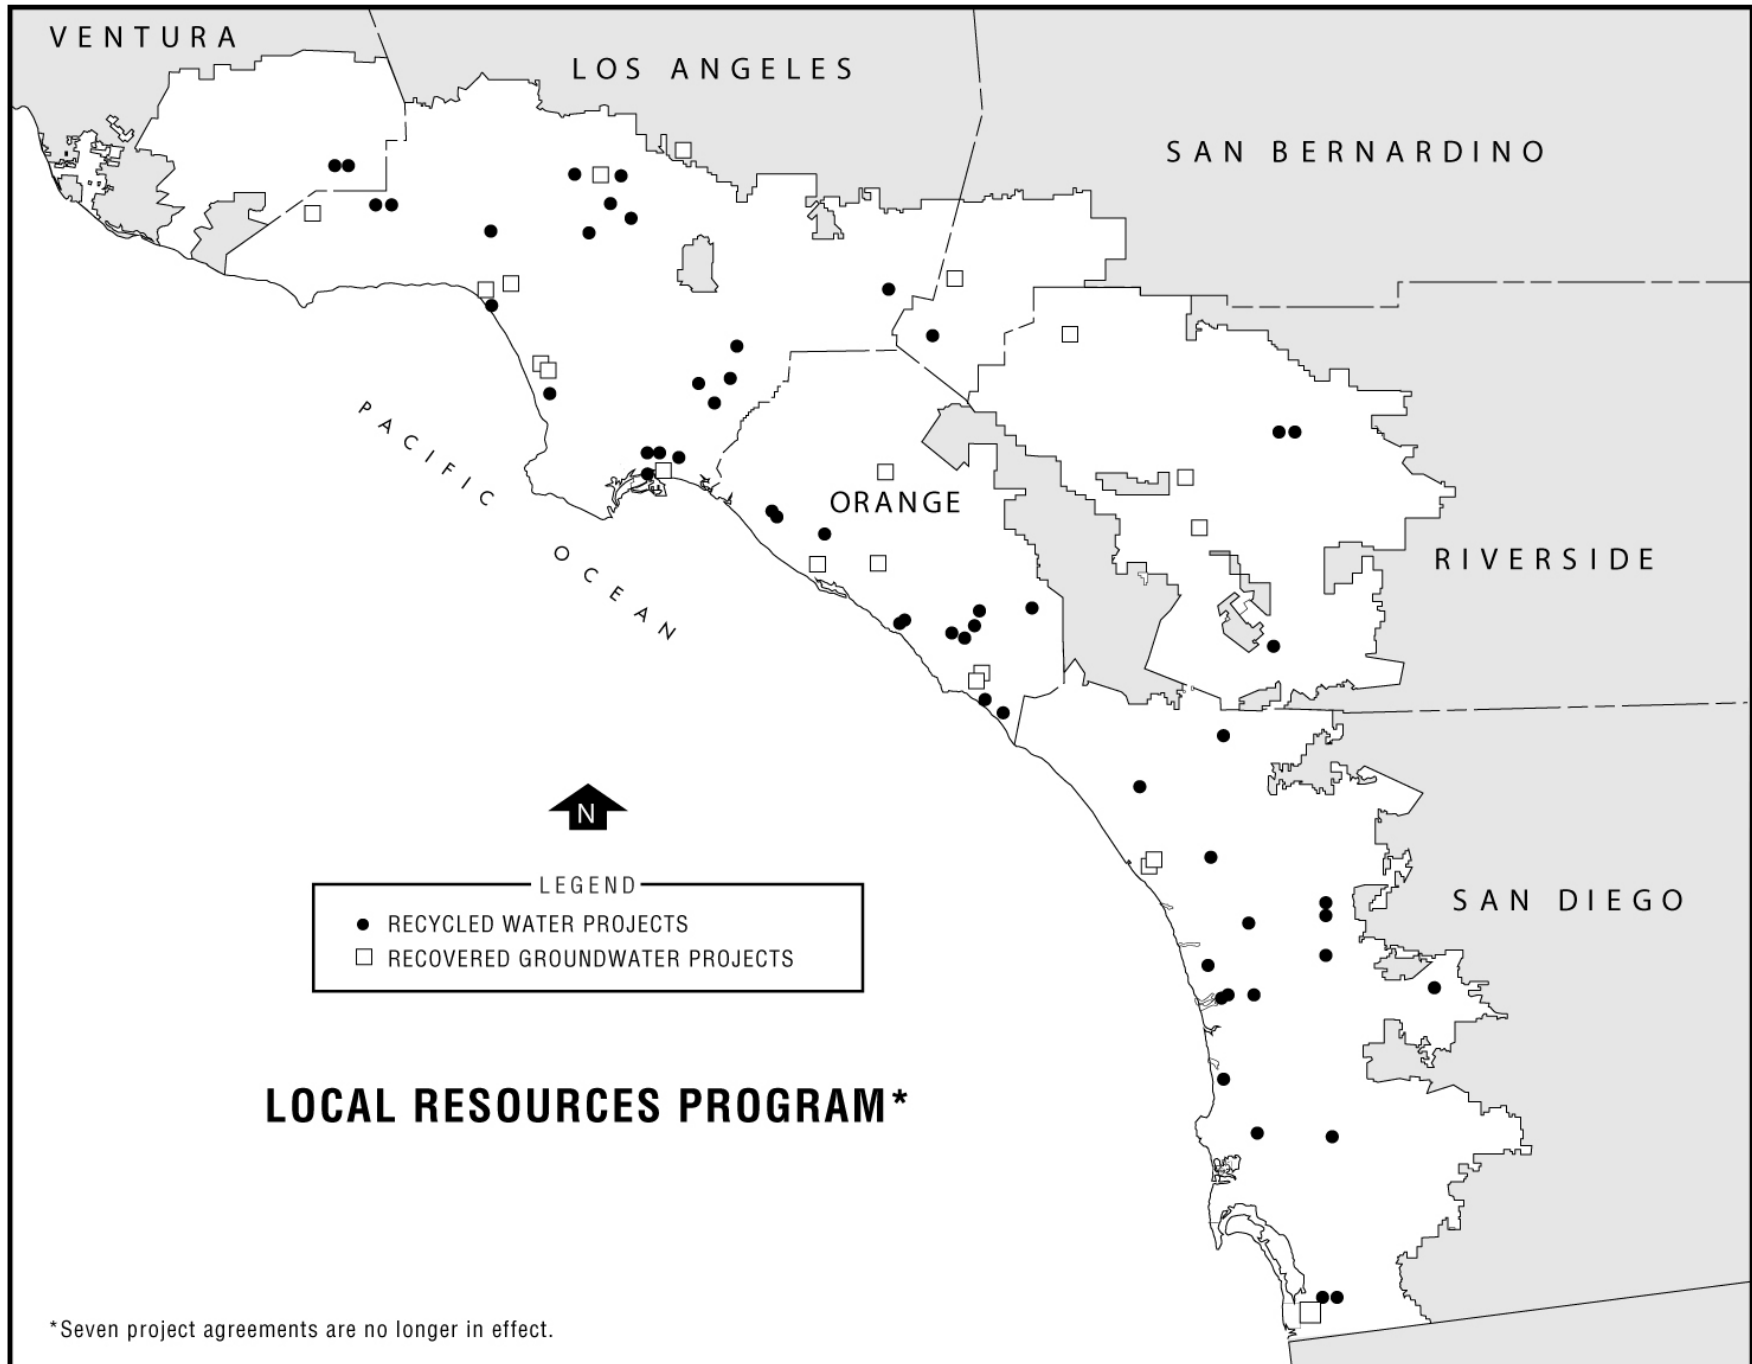 VENTURA
LOS ANGELES
SAN BERNARDINO
PACIFIC
OCEAN
ORANGE
RIVERSIDE
N
LEGEND
RECYCLED WATER PROJECTS
RECOVERED GROUNDWATER PROJECTS
SAN DIEGO
LOCAL RESOURCES PROGRAM*
*Seven project agreements are no longer in effect.